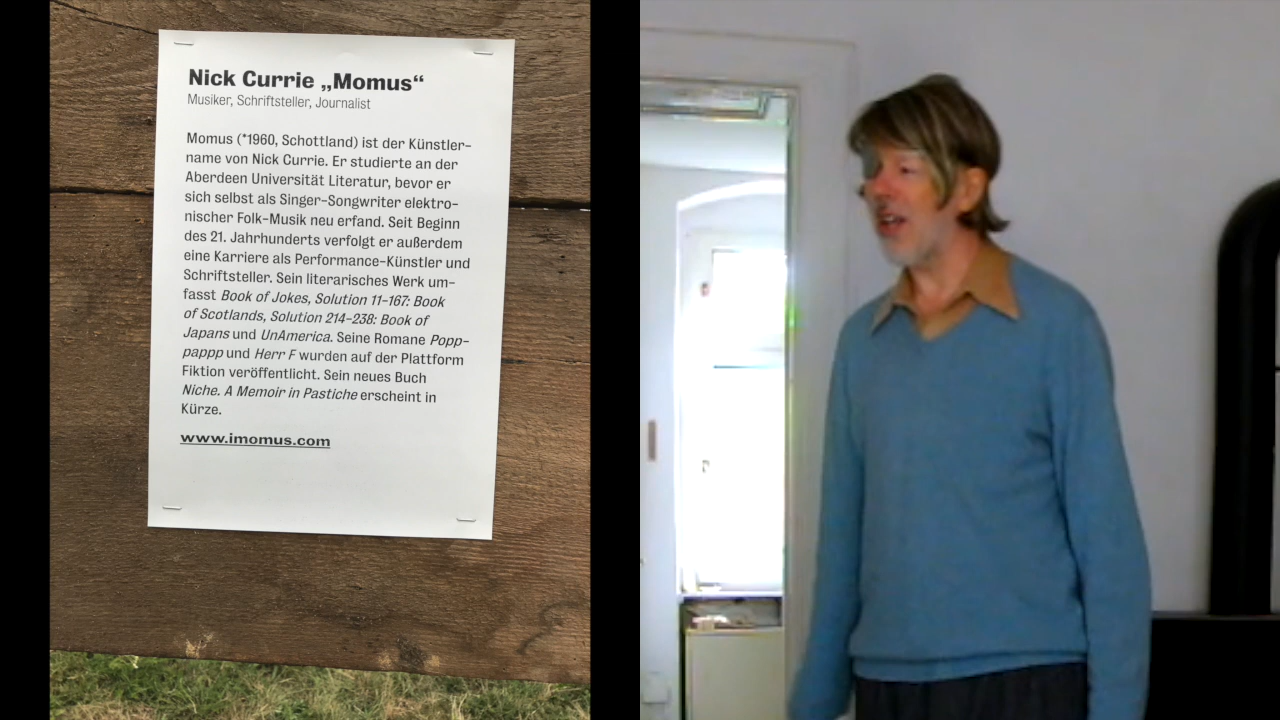 Nick Currie „Momus“
Musiker, Schriftsteller, Journalist
Momus (*1960, Schottland) ist der Künstler-
name von Nick Currie. Er studierte an der
Aberdeen Universität Literatur, bevor er
sich selbst als Singer-Songwriter elektro-
nischer Folk-Musik neu erfand. Seit Beginn
des 21. Jahrhunderts verfolgt er außerdem
eine Karriere als Performance-Künstler und
Schriftsteller. Sein literarisches Werk um-
fasst Book of Jokes, Solution 11-167: Book
of Scotlands, Solution 214-238: Book of
Japans und UnAmerica. Seine Romane Popp-
pappp und Herr F wurden auf der Plattform
Fiktion veröffentlicht. Sein neues Buch
Niche. A Memoir in Pastiche erscheint in
Kürze.
www.imomus.com